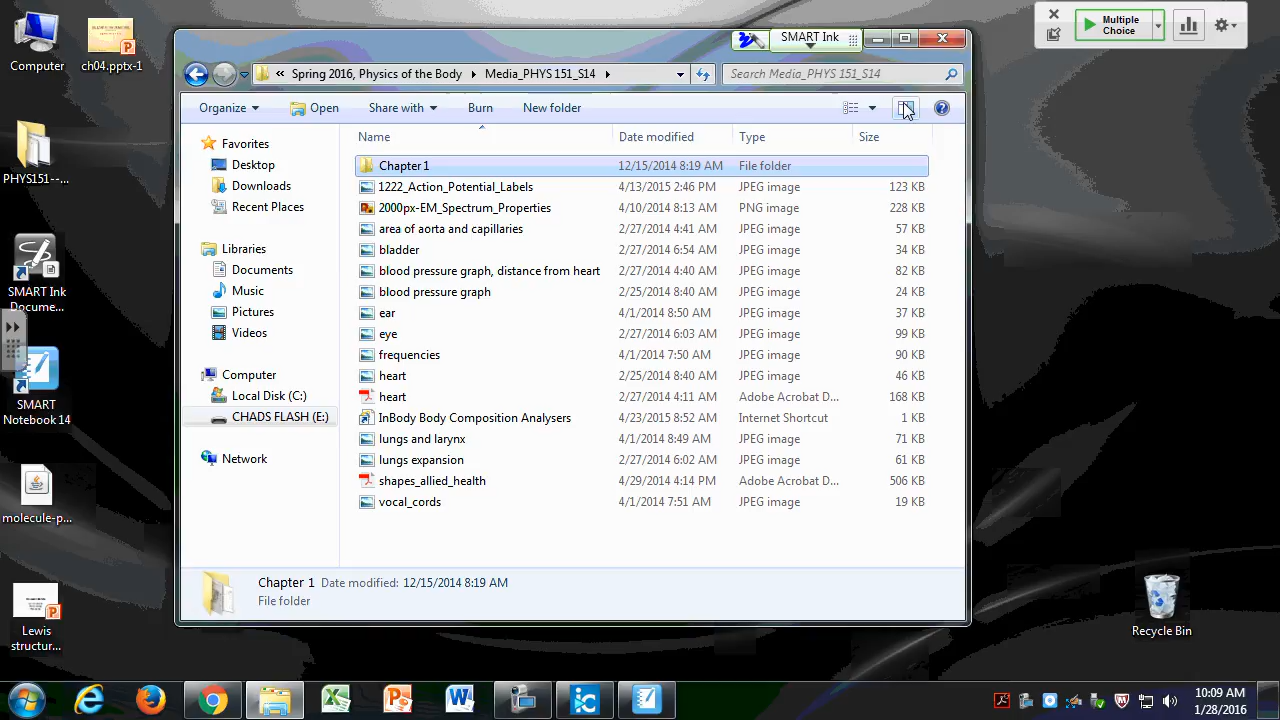 Computer
ch04.pptx-1
PHYS151--...
SMART Ink
Docume...
SMART
Notebook 14
molecule-p...
Lewis
structur...
SMART Ink
Multiple
Choice
« Spring 2016, Physics of the Body Media_PHYS 151_S14
Search Media_PHYS 151_S14
Organize Open Share with Burn New folder
Name Date modified Type Size
Favorites
Desktop
Downloads
Recent Places
Libraries
Documents
Music
Pictures
Videos
Computer
Local Disk (C:)
CHADS FLASH (E:)
Network
Chapter 1 12/15/2014 8:19 AM File folder
1222_Action_Potential_Labels 4/13/2015 2:46 PM JPEG image 123 KB
2000px-EM_Spectrum_Properties 4/10/2014 8:13 AM PNG image 228 KB
area of aorta and capillaries 2/27/2014 4:41 AM JPEG image 57 KB
bladder 2/27/2014 6:54 AM JPEG image 34 KB
blood pressure graph, distance from heart 2/27/2014 4:40 AM JPEG image 82 KB
blood pressure graph 2/25/2014 8:40 AM JPEG image 24 KB
ear 4/1/2014 8:50 AM JPEG image 37 KB
eye 2/27/2014 6:03 AM JPEG image 99 KB
frequencies 4/1/2014 7:50 AM JPEG image 90 KB
heart 2/25/2014 8:40 AM JPEG image 46 KB
heart 2/27/2014 4:11 AM Adobe Acrobat D... 168 KB
InBody Body Composition Analysers 4/23/2015 8:52 AM Internet Shortcut 1 KB
lungs and larynx 4/1/2014 8:49 AM JPEG image 71 KB
lungs expansion 2/27/2014 6:02 AM JPEG image 61 KB
shapes_allied_health 4/29/2014 4:14 PM Adobe Acrobat D... 506 KB
vocal_cords 4/1/2014 7:51 AM JPEG image 19 KB
Chapter 1 Date modified: 12/15/2014 8:19 AM
File folder
Recycle Bin
10:09 AM
1/28/2016